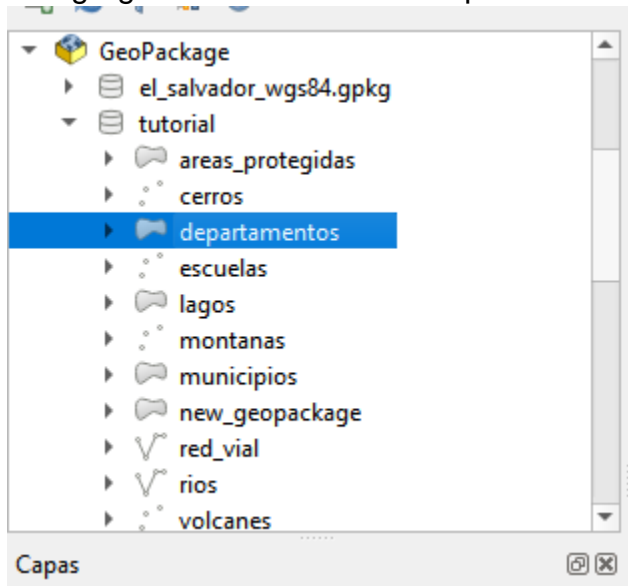 GeoPackage
el_salvador_wgs84.gpkg
tutorial
areas_protegidas
cerros
departamentos
escuelas
lagos
montanas
municipios
new_geopackage
red_vial
rios
volcanes
Capas